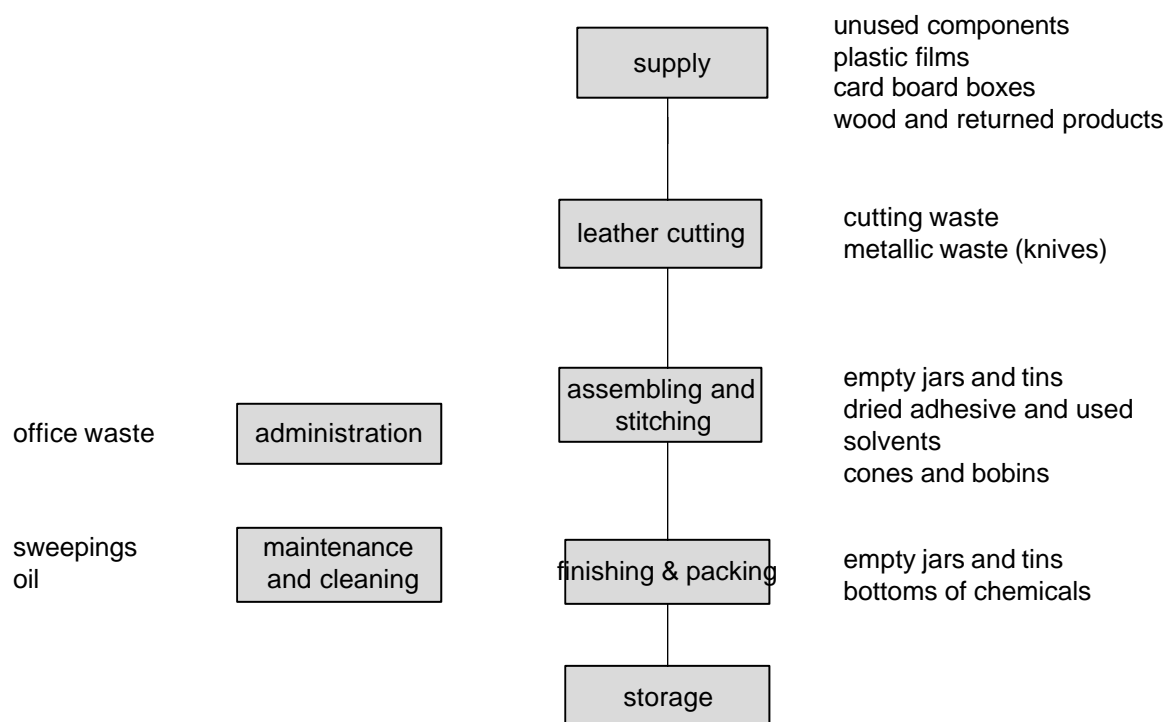 supply
unused components
plastic films
card board boxes
wood and returned products
leather cutting
cutting waste
metallic waste (knives)
assembling and
stitching
empty jars and tins
dried adhesive and used
solvents
cones and bobins
office waste
administration
sweepings
oil
maintenance
and cleaning
finishing & packing
empty jars and tins
bottoms of chemicals
storage